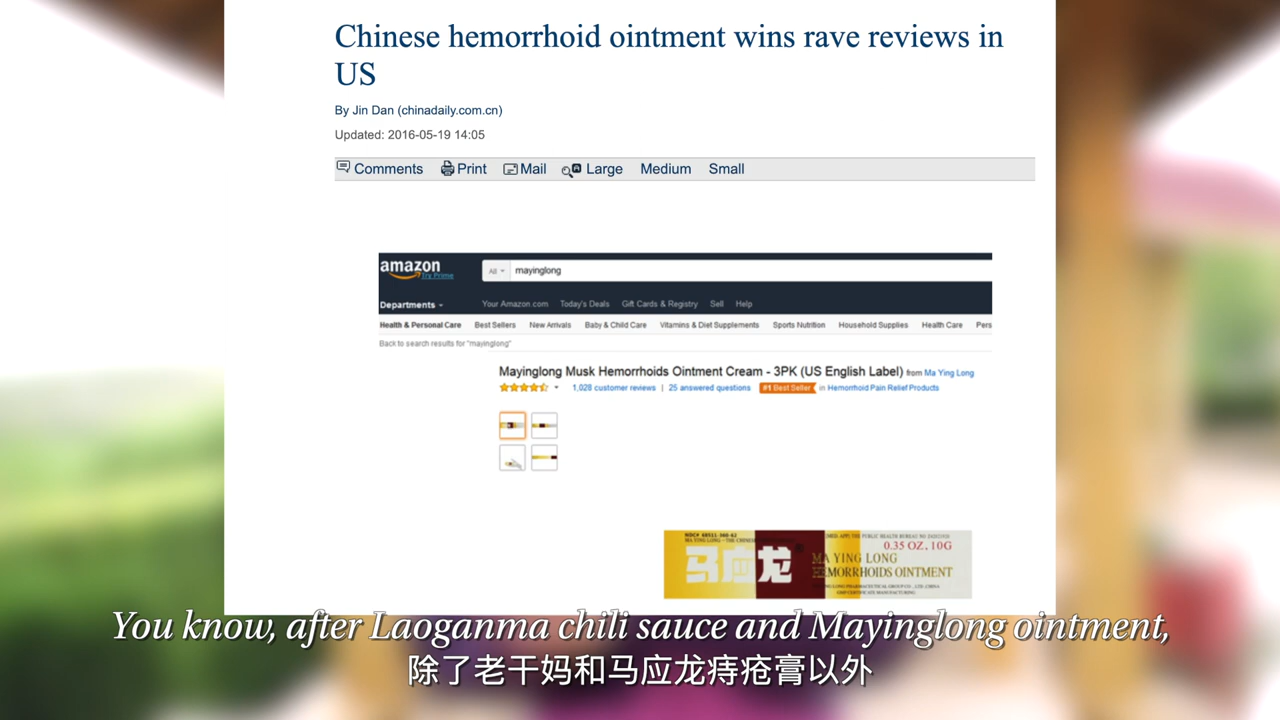 Chinese hemorrhoid ointment wins rave reviews in
US
By Jin Dan (chinadaily.com.cn)
Updated: 2016-05-19 14:05
Comments Print Mail Large Medium Small
amazon
Try Prime
All mayinglong
Departments Your Amazon.com Today's Deals Gift Cards & Registry Sell Help
Health & Personal Care Best Sellers New Arrivals Baby & Child Care Vitamins & Diet Supplements Sports Nutrition Household Supplies Health Care Pers
Back to search results for "mayinglong"
Mayinglong Musk Hemorrhoids Ointment Cream - 3PK (US English Label) from Ma Ying Long
1,028 customer reviews | 25 answered questions #1 Best Seller in Hemorrhoid Pain Relief Products
马应龙
0.35 OZ, 10G
MA YING LONG
HEMORRHOIDS OINTMENT
You know, after Laoganma chili sauce and Mayinglong ointment,
除了老干妈和马应龙痔疮膏以外